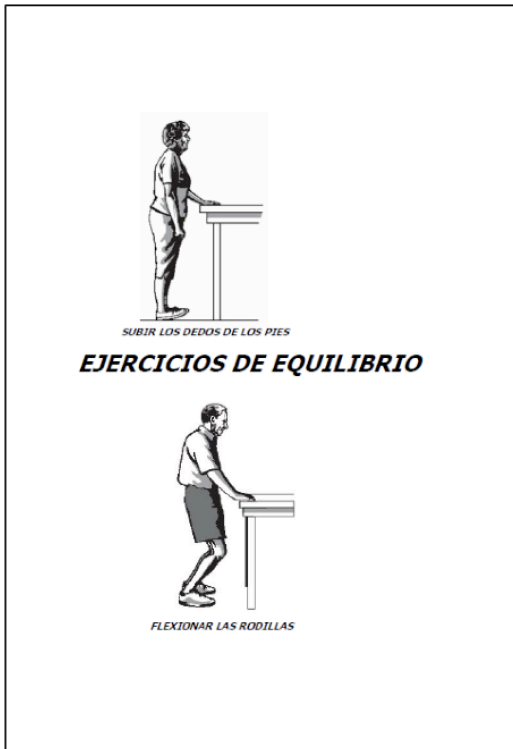 SUBIR LOS DEDOS DE LOS PIES
EJERCICIOS DE EQUILIBRIO
FLEXIONAR LAS RODILLAS